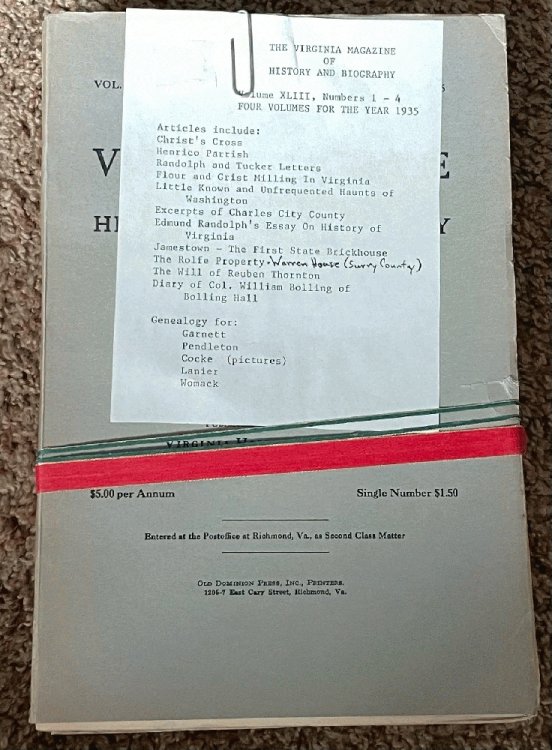 THE VIRGINIA MAGAZINE
OF
HISTORY AND BIOGRAPHY
Volume XLIII, Numbers 1 - 4
FOUR VOLUMES FOR THE YEAR 1935
Articles include:
Christ's Cross
Henrico Parrish
Randolph and Tucker Letters
Flour and Grist Milling In Virginia
Little Known and Unfrequented Haunts of
Washington
Excerpts of Charles City County
Edmund Randolph's Essay On History of
Virginia
Jamestown - The First State Brickhouse
The Rolfe Property - Warren House (Surry County)
The Will of Reuben Thornton
Diary of Col. William Bolling of
Bolling Hall
Genealogy for:
Garnett
Pendleton
Cocke (pictures)
Lanier
Womack
VOL.
V E
HI Y
VIRGINIA
$5.00 per Annum Single Number $1.50
Entered at the Postoffice at Richmond, Va., as Second Class Matter
OLD DOMINION PRESS, INC., PRINTERS.
1205-7 East Cary Street, Richmond, Va.